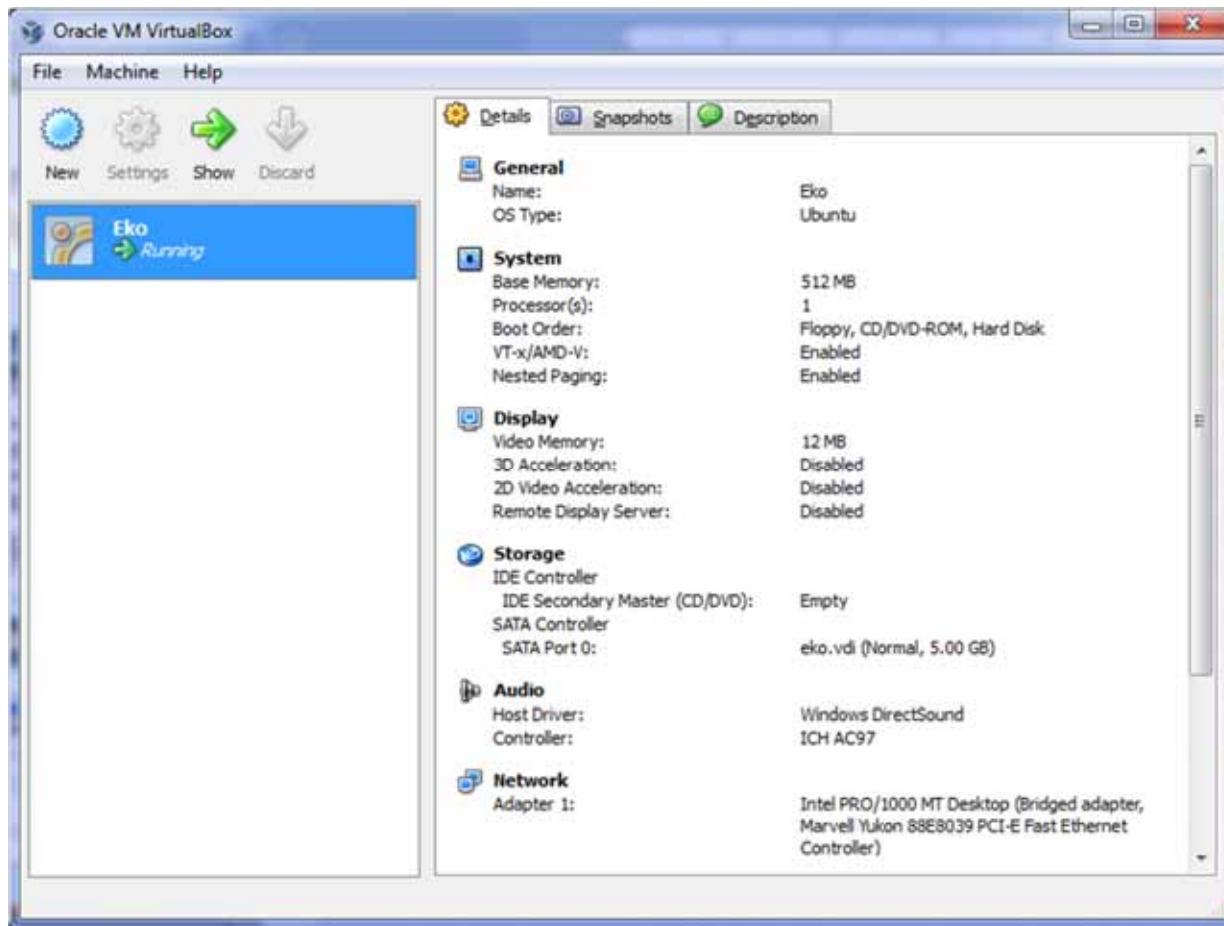 Oracle VM VirtualBox
File Machine Help
New Settings Show Discard
Eko
Running
Details Snapshots Description
General
Name: Eko
OS Type: Ubuntu
System
Base Memory: 512 MB
Processor(s): 1
Boot Order: Floppy, CD/DVD-ROM, Hard Disk
VT-x/AMD-V: Enabled
Nested Paging: Enabled
Display
Video Memory: 12 MB
3D Acceleration: Disabled
2D Video Acceleration: Disabled
Remote Display Server: Disabled
Storage
IDE Controller
IDE Secondary Master (CD/DVD): Empty
SATA Controller
SATA Port 0: eko.vdi (Normal, 5.00 GB)
Audio
Host Driver: Windows DirectSound
Controller: ICH AC97
Network
Adapter 1: Intel PRO/1000 MT Desktop (Bridged adapter,
Marvell Yukon 88E8039 PCI-E Fast Ethernet
Controller)